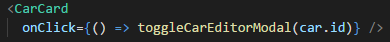 <CarCard
onClick={() => toggleCarEditorModal(car.id)} />